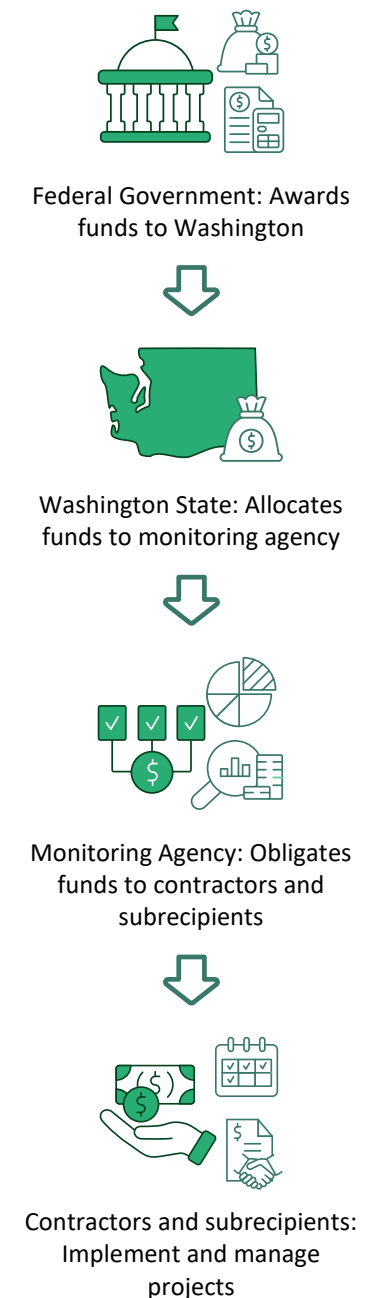 $
$
Federal Government: Awards
funds to Washington
$
Washington State: Allocates
funds to monitoring agency
$
Monitoring Agency: Obligates
funds to contractors and
subrecipients
($)
$
$
Contractors and subrecipients:
Implement and manage
projects